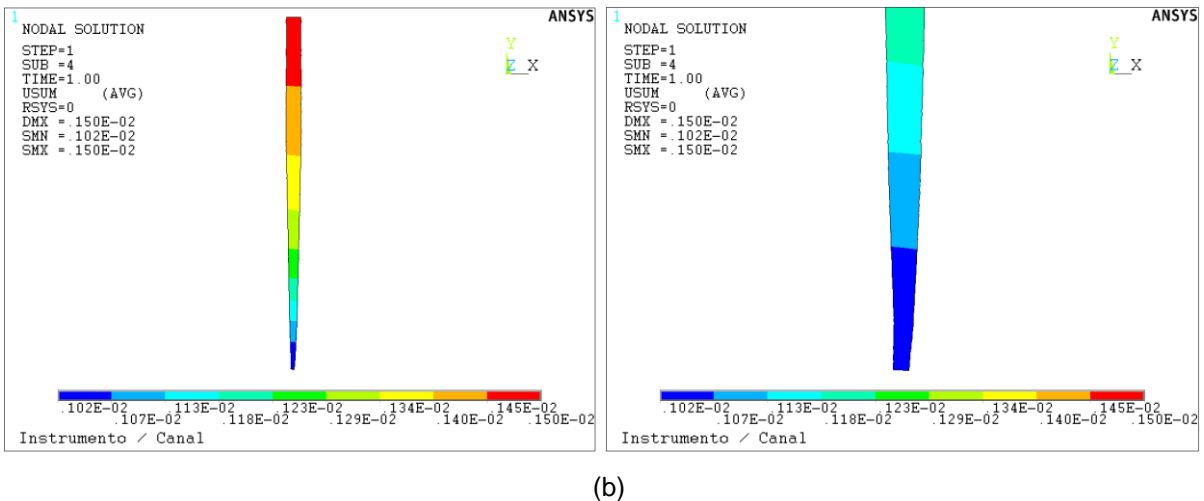 1
NODAL SOLUTION
STEP=1
SUB =4
TIME=1.00
USUM (AVG)
RSYS=0
DMX =.150E-02
SMN =.102E-02
SMX =.150E-02
ANSYS
Y
Z X
.102E-02 .113E-02 .123E-02 .134E-02 .145E-02
.107E-02 .118E-02 .129E-02 .140E-02 .150E-02
Instrumento / Canal
1
NODAL SOLUTION
STEP=1
SUB =4
TIME=1.00
USUM (AVG)
RSYS=0
DMX =.150E-02
SMN =.102E-02
SMX =.150E-02
ANSYS
Y
Z X
.102E-02 .113E-02 .123E-02 .134E-02 .145E-02
.107E-02 .118E-02 .129E-02 .140E-02 .150E-02
Instrumento / Canal
(b)